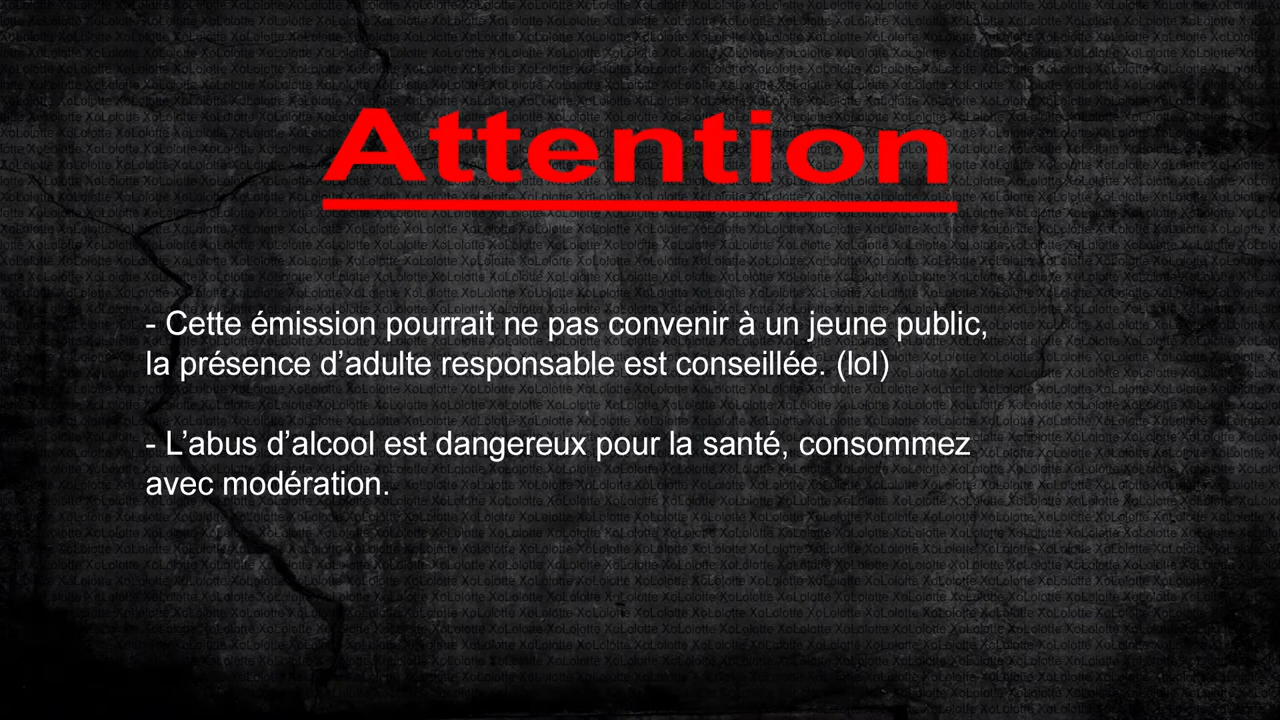 Attention
- Cette émission pourrait ne pas convenir à un jeune public,
la présence d’adulte responsable est conseillée. (lol)
- L’abus d’alcool est dangereux pour la santé, consommez
avec modération.
XoLolotte